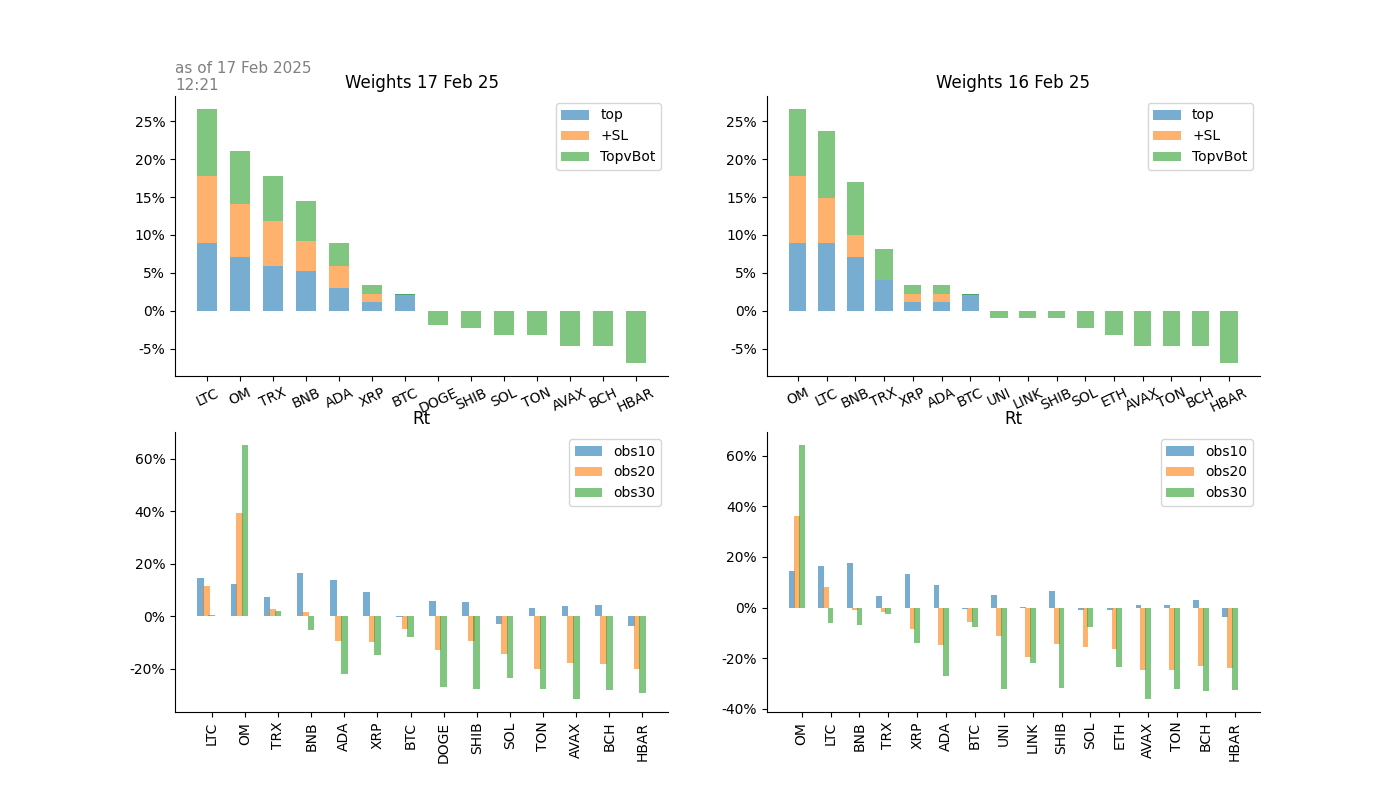 as of 17 Feb 2025
12:21
Weights 17 Feb 25
25%
20%
15%
10%
5%
0%
-5%
top
+SL
TopvBot
LTC OM TRX BNB ADA XRP BTC DOGE SHIB SOL TON AVAX BCH HBAR
Weights 16 Feb 25
25%
20%
15%
10%
5%
0%
-5%
top
+SL
TopvBot
OM LTC BNB TRX XRP ADA BTC UNI LINK SHIB SOL ETH AVAX TON BCH HBAR
Rt
60%
40%
20%
0%
-20%
obs10
obs20
obs30
LTC OM TRX BNB ADA XRP BTC DOGE SHIB SOL TON AVAX BCH HBAR
Rt
60%
40%
20%
0%
-20%
-40%
obs10
obs20
obs30
OM LTC BNB TRX XRP ADA BTC UNI LINK SHIB SOL ETH AVAX TON BCH HBAR